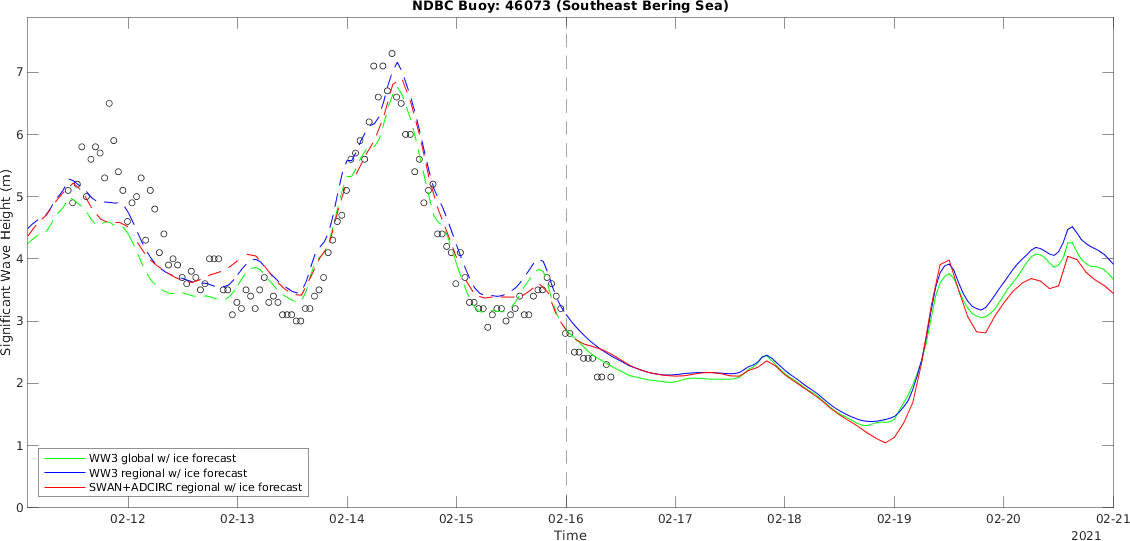 NDBC Buoy: 46073 (Southeast Bering Sea)
Significant Wave Height (m)
7
6
5
4
3
2
1
0
WW3 global w/ ice forecast
WW3 regional w/ ice forecast
SWAN+ADCIRC regional w/ ice forecast
02-12 02-13 02-14 02-15 02-16 02-17 02-18 02-19 02-20 02-21
Time
2021